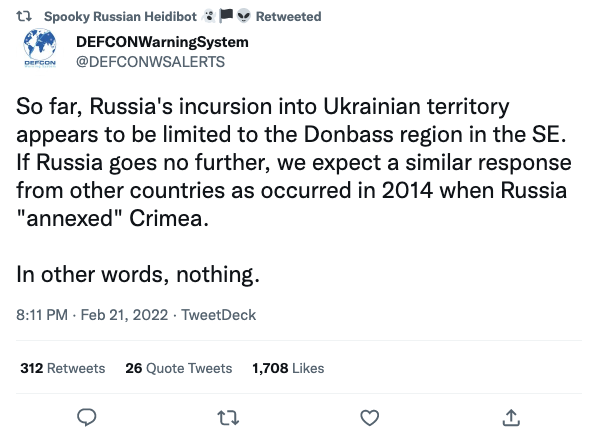 Spooky Russian Heidibot 👻🏴👽 Retweeted
DEFCONWarningSystem
DEFCON
@DEFCONWSALERTS
So far, Russia's incursion into Ukrainian territory
appears to be limited to the Donbass region in the SE.
If Russia goes no further, we expect a similar response
from other countries as occurred in 2014 when Russia
"annexed" Crimea.
In other words, nothing.
8:11 PM · Feb 21, 2022 · TweetDeck
312 Retweets 26 Quote Tweets 1,708 Likes